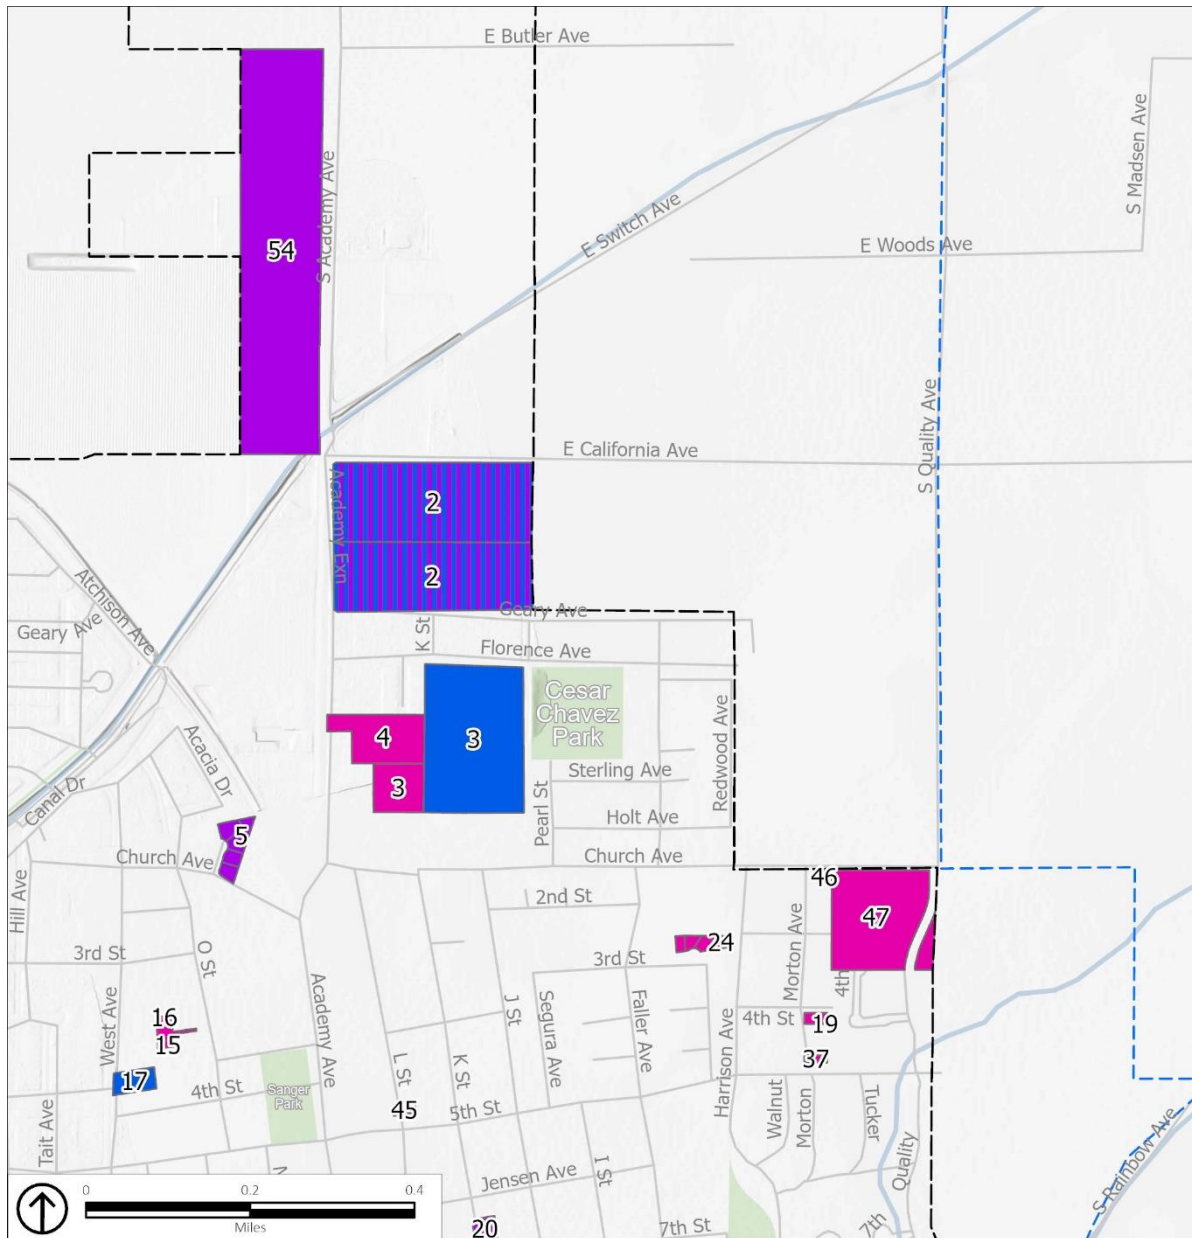 E Butler Ave
S Academy Ave
S Madsen Ave
E Switch Ave
E Woods Ave
54
S Quality Ave
E California Ave
Academy Exn
2
2
Atchison Ave
Geary Ave
Geary Ave
K St
Florence Ave
Cesar
Chavez
Park
4
3
3
Redwood Ave
Acacia Dr
Sterling Ave
Canal Dr
Pearl St
Holt Ave
5
Church Ave
Church Ave
46
47
Hill Ave
2nd St
24
3rd St
3rd St
O St
Morton Ave
4th
Academy Ave
J St
Segura Ave
Faller Ave
16
15
West Ave
4th St
19
37
L St
K St
Harrison Ave
17
4th St
Sanger
Park
45
5th St
Walnut
Morton
Tucker
Tait Ave
Quality
S Rainbow Ave
I St
Jensen Ave
N
0
0.2
0.4
Miles
20
7th St
7th